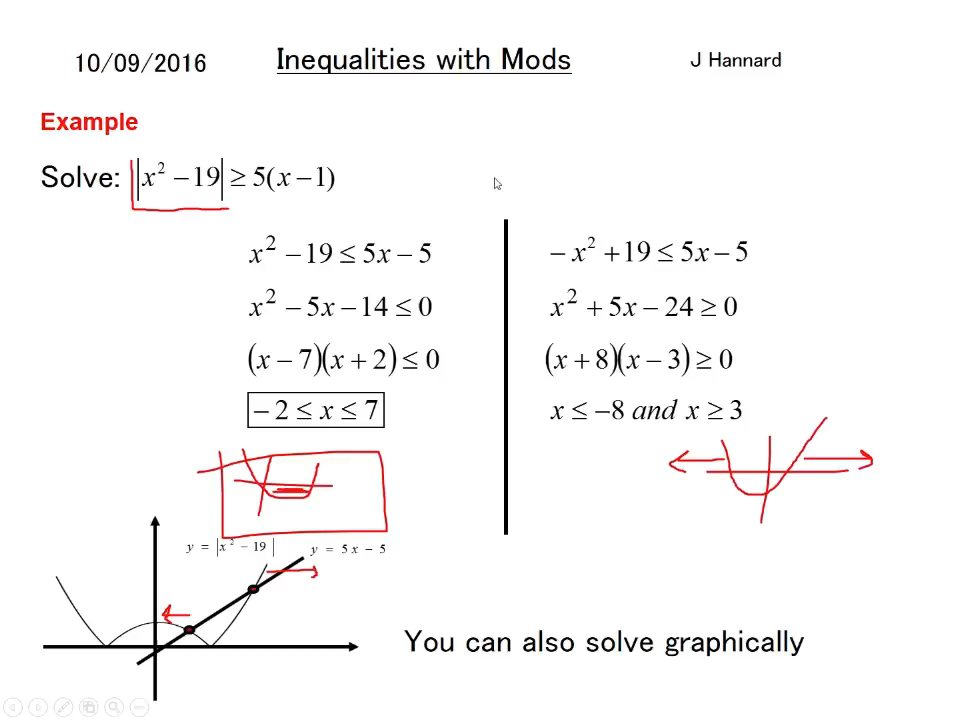 10/09/2016 Inequalities with Mods J Hannard
Example
Solve: |x² − 19| ≥ 5(x − 1)
x² − 19 ≤ 5x − 5
x² − 5x − 14 ≤ 0
(x − 7)(x + 2) ≤ 0
− 2 ≤ x ≤ 7
− x² + 19 ≤ 5x − 5
x² + 5x − 24 ≥ 0
(x + 8)(x − 3) ≥ 0
x ≤ −8 and x ≥ 3
y = |x² − 19| y = 5x − 5
You can also solve graphically